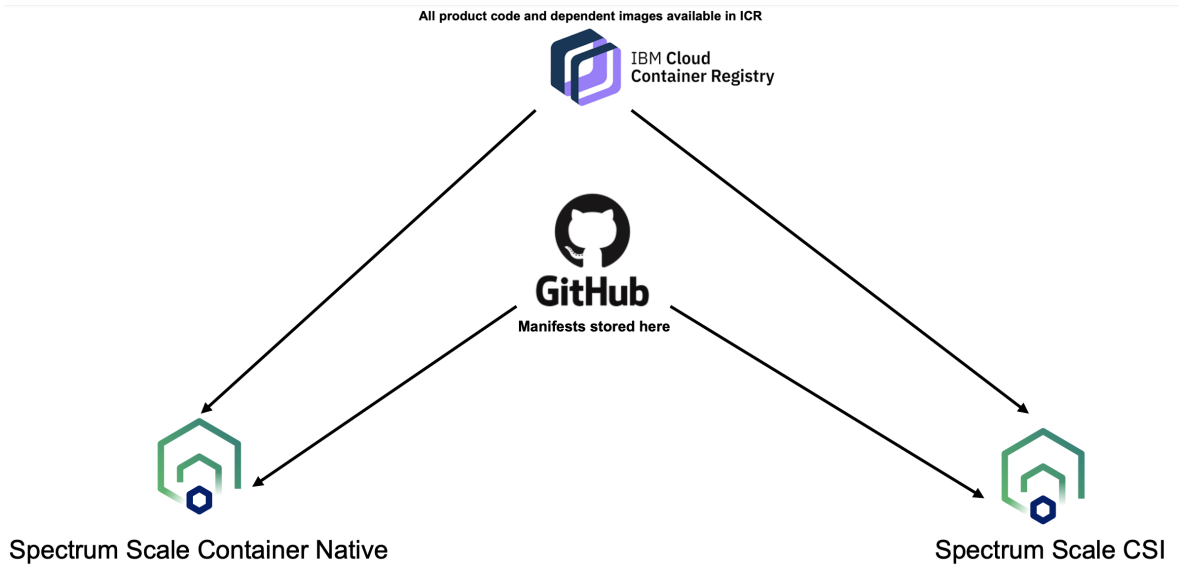 All product code and dependent images available in ICR
IBM Cloud
Container Registry
GitHub
Manifests stored here
Spectrum Scale Container Native
Spectrum Scale CSI